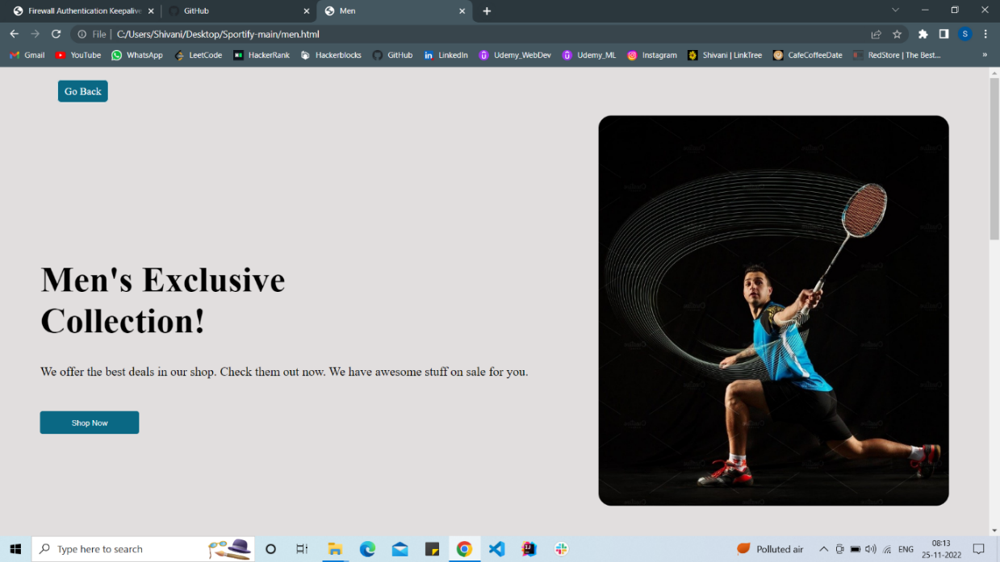 Firewall Authentication Keepalive
GitHub
Men
File
C:/Users/Shivani/Desktop/Sportify-main/men.html
S
Gmail
YouTube
WhatsApp
LeetCode
HackerRank
Hackerblocks
GitHub
LinkedIn
Udemy_WebDev
Udemy_ML
Instagram
Shivani | LinkTree
CafeCoffeeDate
RedStore | The Best...
»
Go Back
Men's Exclusive
Collection!
We offer the best deals in our shop. Check them out now. We have awesome stuff on sale for you.
Shop Now
Type here to search
Polluted air
ENG
08:13
25-11-2022